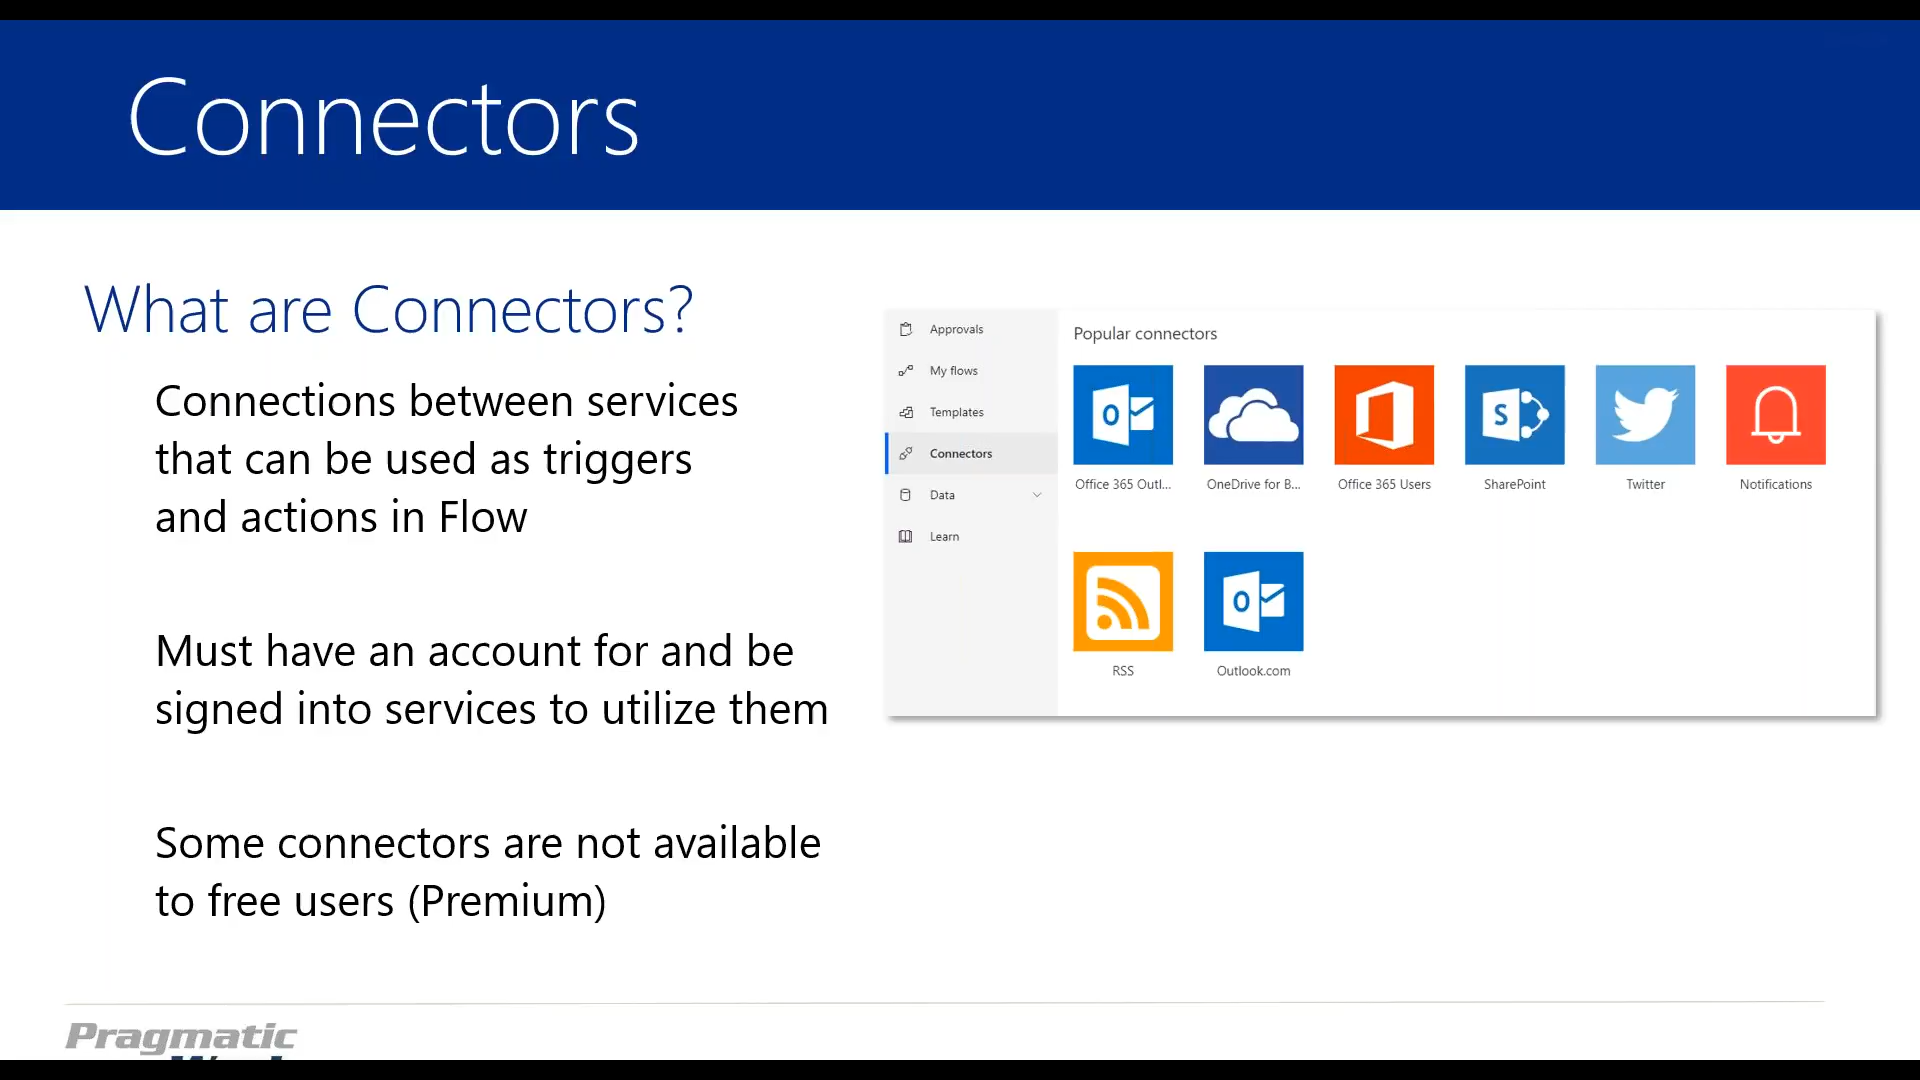 Connectors
What are Connectors?
Connections between services
that can be used as triggers
and actions in Flow
Must have an account for and be
signed into services to utilize them
Some connectors are not available
to free users (Premium)
Approvals
My flows
Templates
Connectors
Data
Learn
Popular connectors
Office 365 Outl...
OneDrive for B...
Office 365 Users
SharePoint
Twitter
Notifications
RSS
Outlook.com
Pragmatic